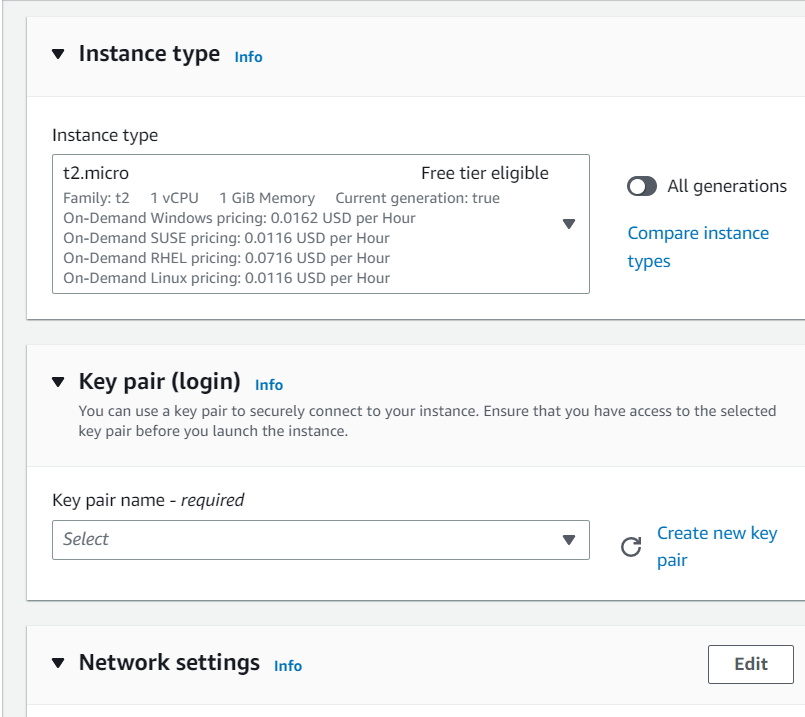 Instance type Info
Instance type
t2.micro Free tier eligible
Family: t2 1 vCPU 1 GiB Memory Current generation: true
On-Demand Windows pricing: 0.0162 USD per Hour
On-Demand SUSE pricing: 0.0116 USD per Hour
On-Demand RHEL pricing: 0.0716 USD per Hour
On-Demand Linux pricing: 0.0116 USD per Hour
All generations
Compare instance
types
Key pair (login) Info
You can use a key pair to securely connect to your instance. Ensure that you have access to the selected
key pair before you launch the instance.
Key pair name - required
Select
Create new key
pair
Network settings Info
Edit